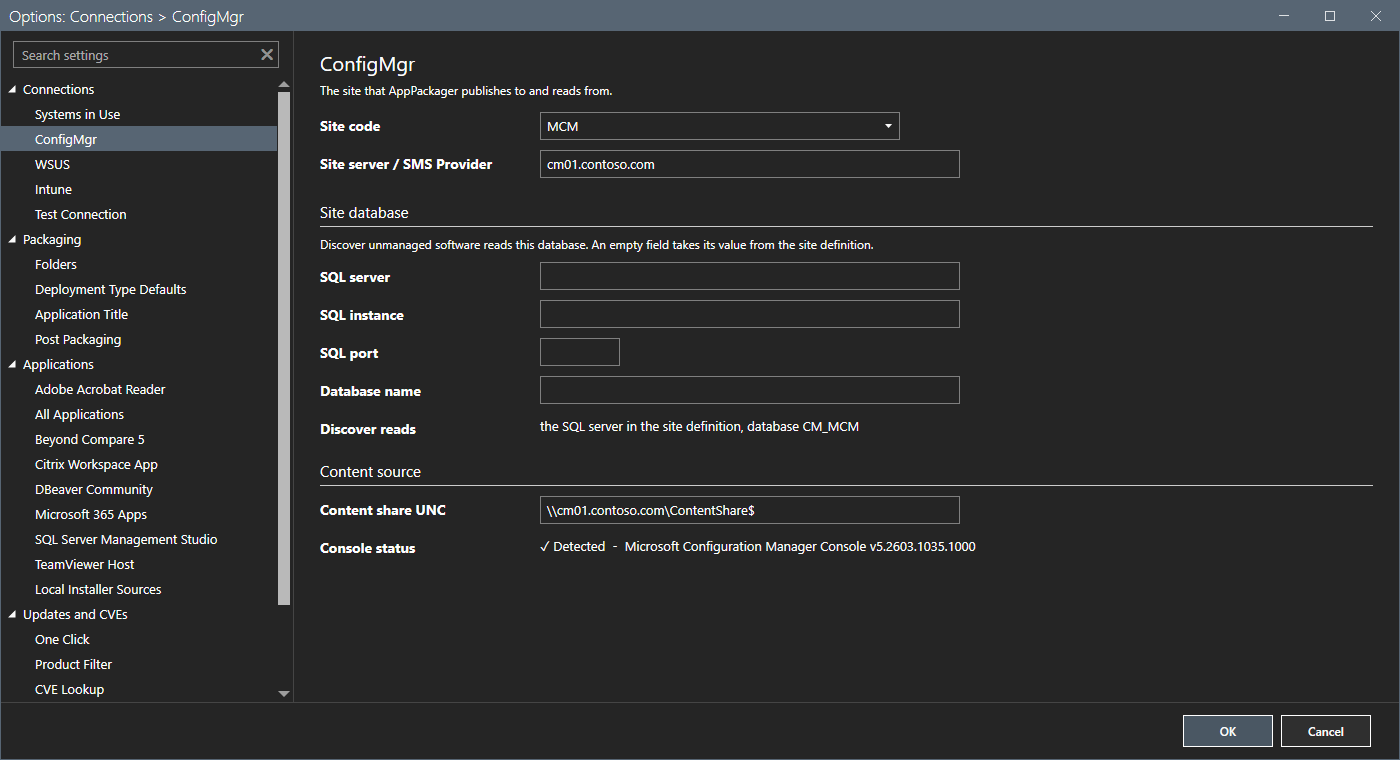 Options: Connections > ConfigMgr
Search settings
Connections
Systems in Use
ConfigMgr
WSUS
Intune
Test Connection
Packaging
Folders
Deployment Type Defaults
Application Title
Post Packaging
Applications
Adobe Acrobat Reader
All Applications
Beyond Compare 5
Citrix Workspace App
DBeaver Community
Microsoft 365 Apps
SQL Server Management Studio
TeamViewer Host
Local Installer Sources
Updates and CVEs
One Click
Product Filter
CVE Lookup
ConfigMgr
The site that AppPackager publishes to and reads from.
Site code MCM
Site server / SMS Provider cm01.contoso.com
Site database
Discover unmanaged software reads this database. An empty field takes its value from the site definition.
SQL server
SQL instance
SQL port
Database name
Discover reads the SQL server in the site definition, database CM_MCM
Content source
Content share UNC \\cm01.contoso.com\ContentShare$
Console status ✓ Detected - Microsoft Configuration Manager Console v5.2603.1035.1000
OK Cancel